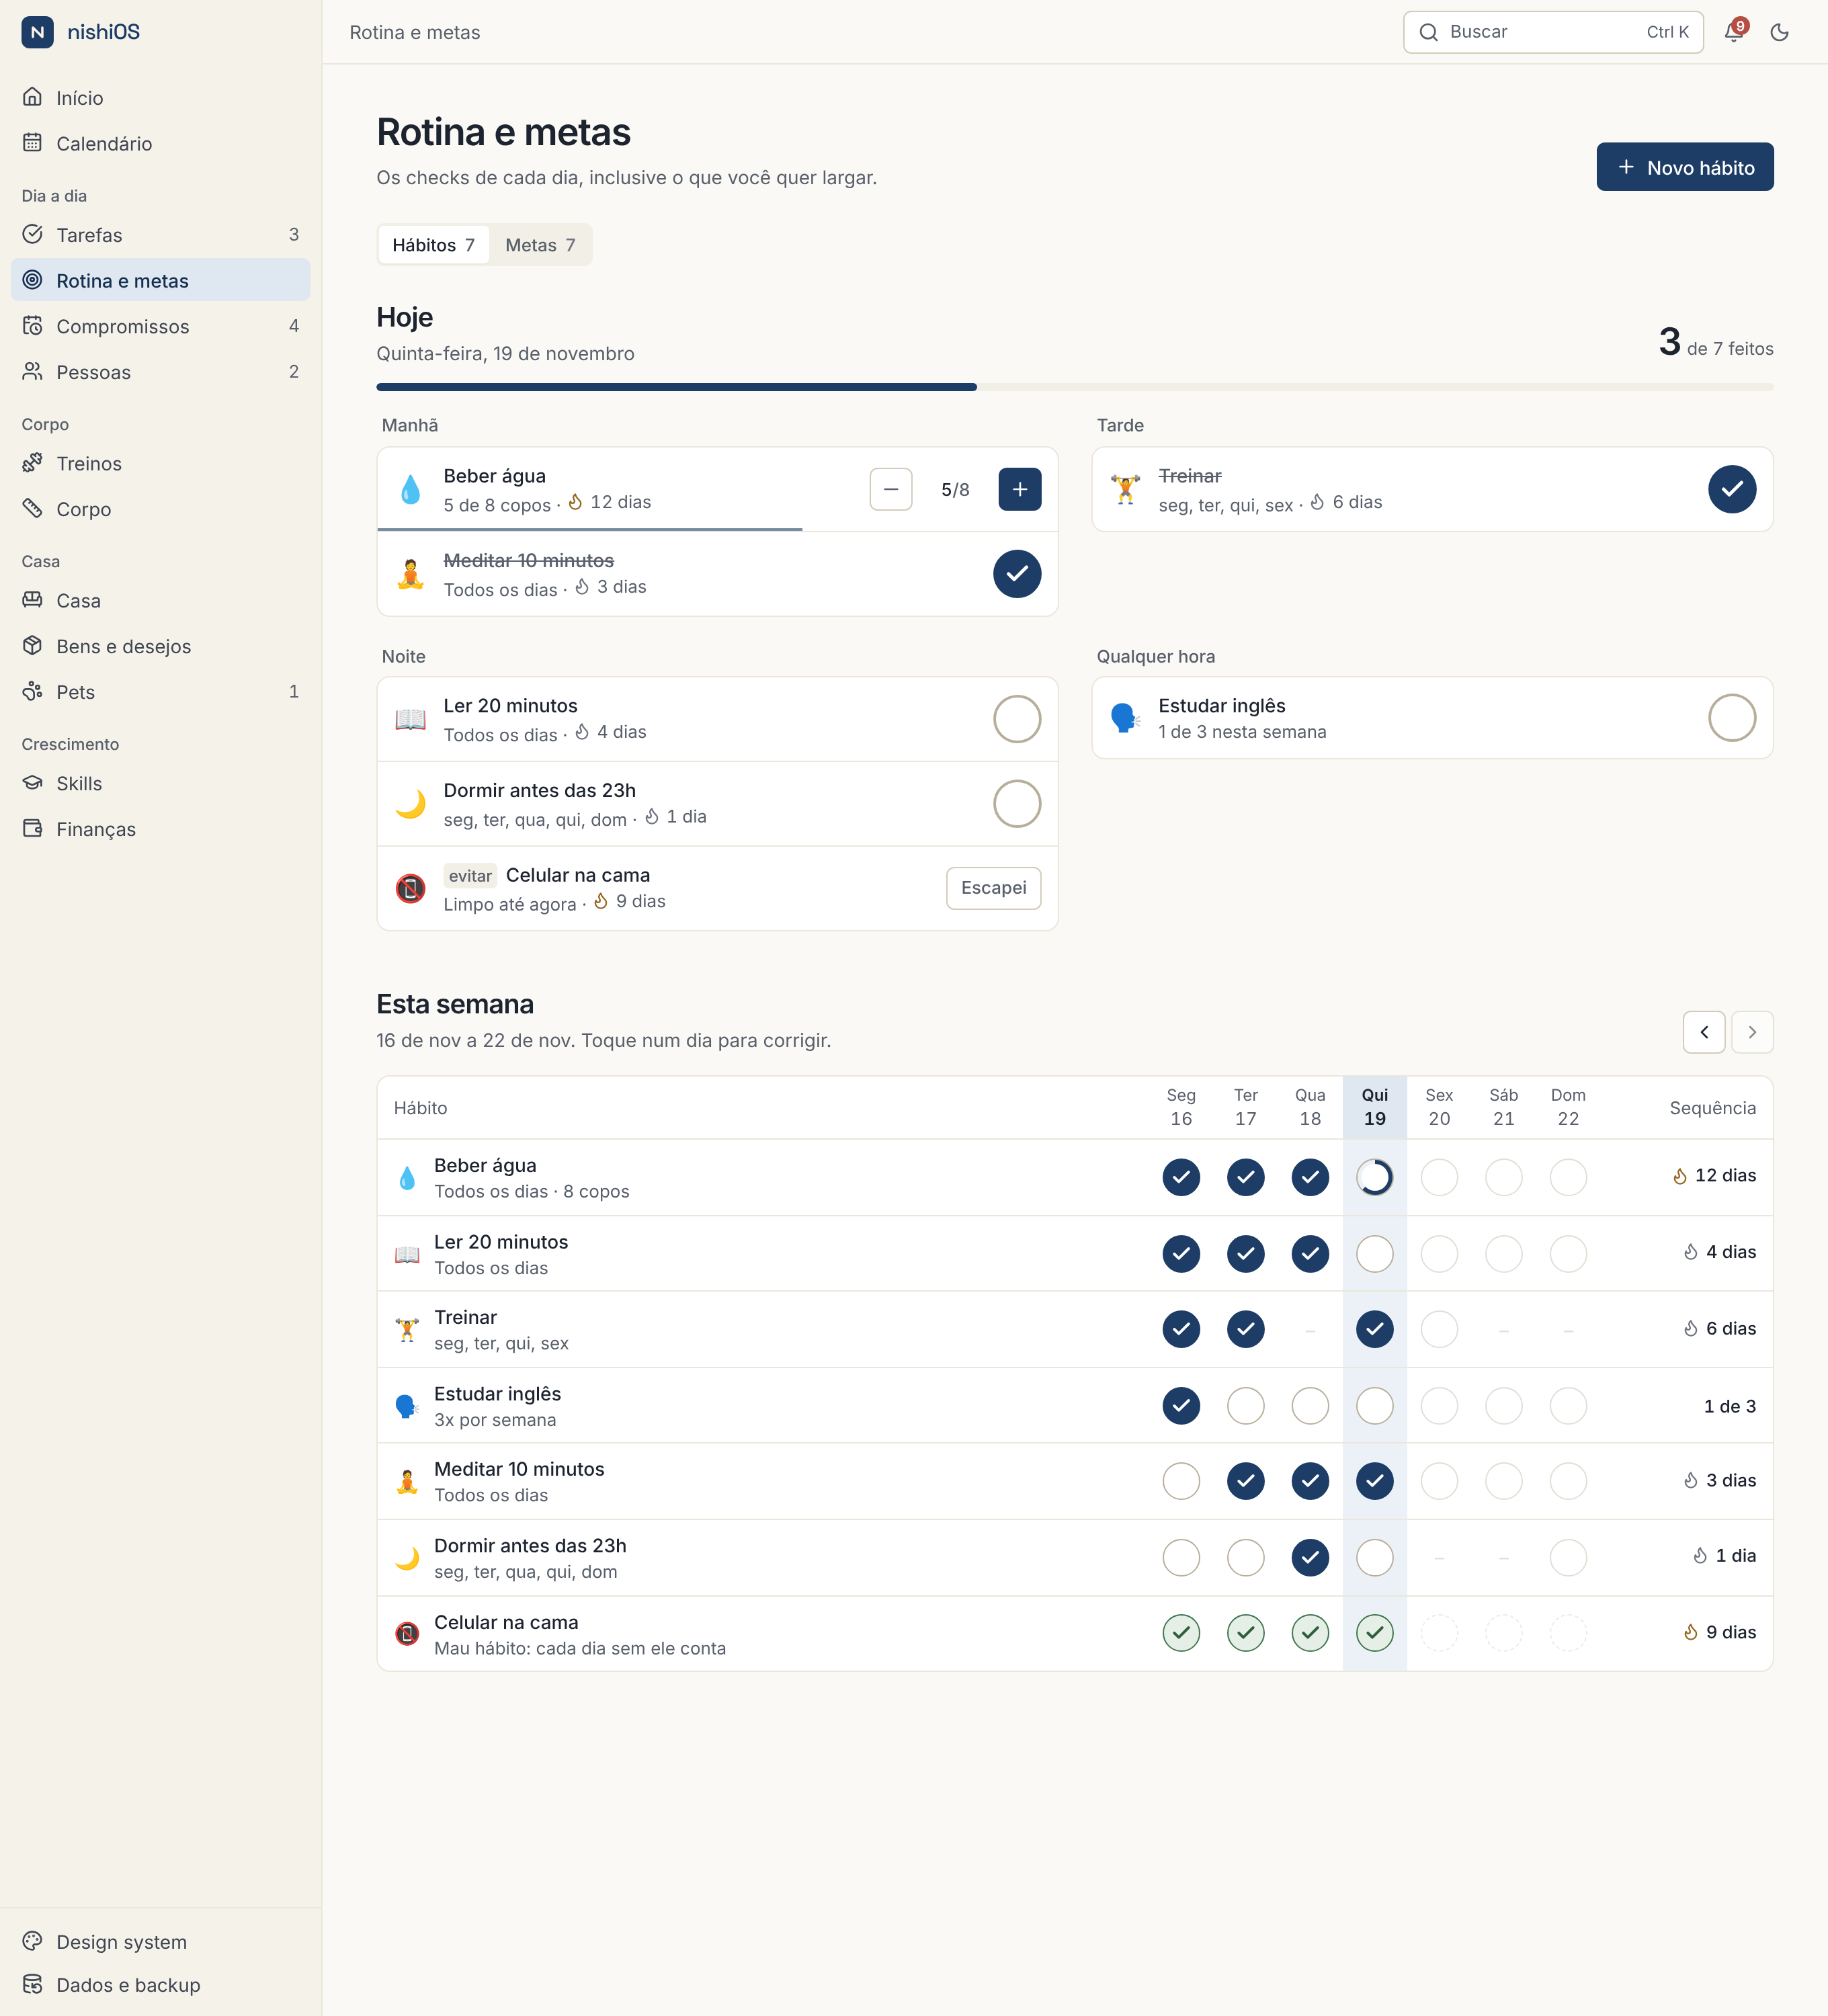 N nishiOS
Início
Calendário
Dia a dia
Tarefas 3
Rotina e metas
Compromissos 4
Pessoas 2
Corpo
Treinos
Corpo
Casa
Casa
Bens e desejos
Pets 1
Crescimento
Skills
Finanças
Design system
Dados e backup
Rotina e metas
Buscar Ctrl K
9
Rotina e metas
Os checks de cada dia, inclusive o que você quer largar.
Novo hábito
Hábitos 7 Metas 7
Hoje
Quinta-feira, 19 de novembro
3 de 7 feitos
Manhã
Beber água
5 de 8 copos · 12 dias
5/8
Meditar 10 minutos
Todos os dias · 3 dias
Tarde
Treinar
seg, ter, qui, sex · 6 dias
Noite
Ler 20 minutos
Todos os dias · 4 dias
Dormir antes das 23h
seg, ter, qua, qui, dom · 1 dia
evitar Celular na cama
Limpo até agora · 9 dias
Escapei
Qualquer hora
Estudar inglês
1 de 3 nesta semana
Esta semana
16 de nov a 22 de nov. Toque num dia para corrigir.
Hábito Seg 16 Ter 17 Qua 18 Qui 19 Sex 20 Sáb 21 Dom 22 Sequência
Beber água
Todos os dias · 8 copos
12 dias
Ler 20 minutos
Todos os dias
4 dias
Treinar
seg, ter, qui, sex
– – –
6 dias
Estudar inglês
3x por semana
1 de 3
Meditar 10 minutos
Todos os dias
3 dias
Dormir antes das 23h
seg, ter, qua, qui, dom
– –
1 dia
Celular na cama
Mau hábito: cada dia sem ele conta
9 dias